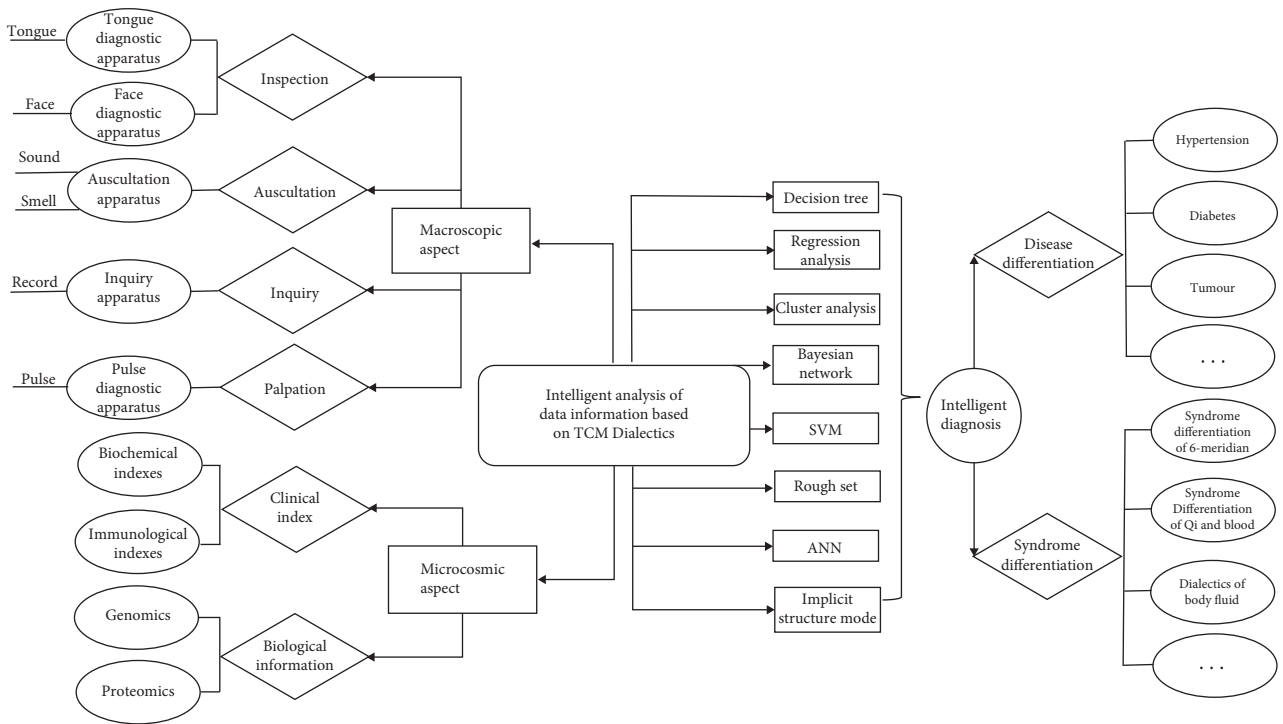 Tongue
Tongue
diagnostic
apparatus
Face
Face
diagnostic
apparatus
Inspection
Sound
Smell
Auscultation
apparatus
Auscultation
Record
Inquiry
apparatus
Inquiry
Pulse
Pulse
diagnostic
apparatus
Palpation
Macroscopic
aspect
Biochemical
indexes
Immunological
indexes
Clinical
index
Genomics
Proteomics
Biological
information
Microcosmic
aspect
Intelligent analysis of
data information based
on TCM Dialectics
Decision tree
Regression
analysis
Cluster analysis
Bayesian
network
SVM
Rough set
ANN
Implicit
structure mode
Intelligent
diagnosis
Disease
differentiation
Hypertension
Diabetes
Tumour
. . .
Syndrome
differentiation
Syndrome
differentiation
of 6-meridian
Syndrome
Differentiation
of Qi and blood
Dialectics of
body fluid
. . .